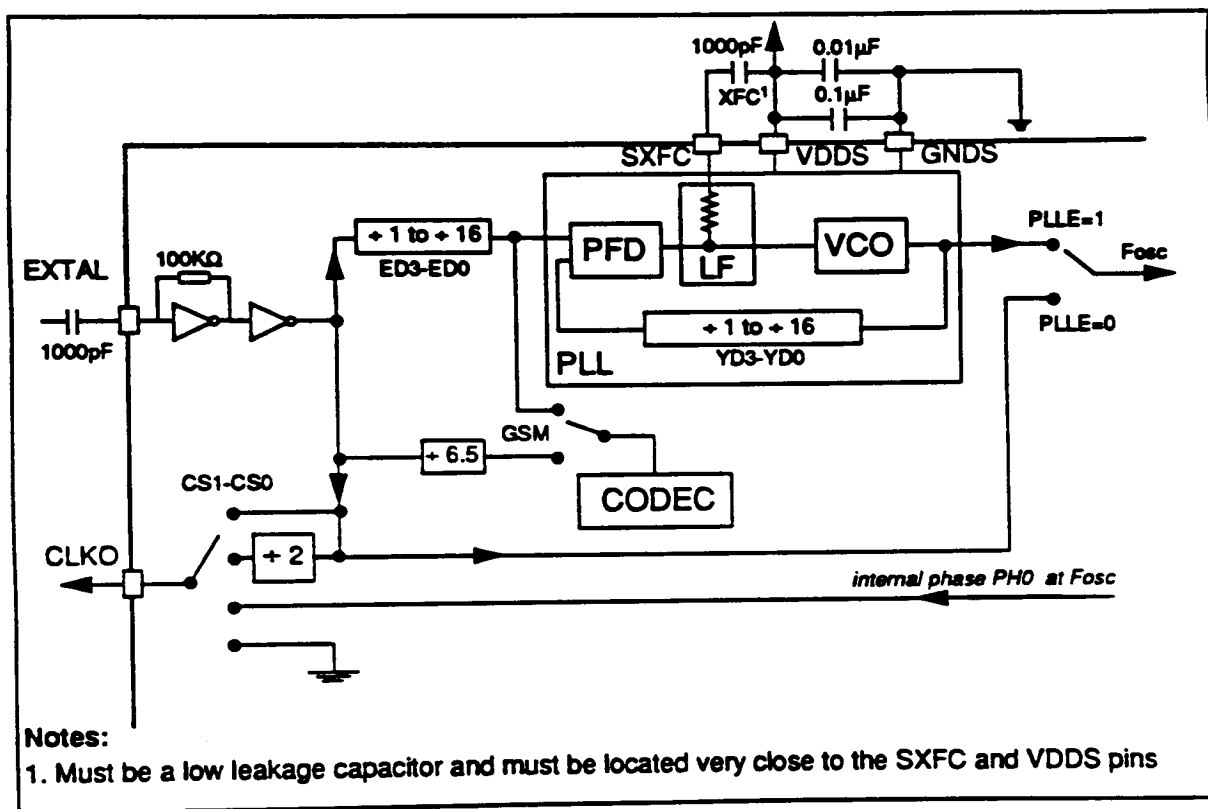 1000pF
0.01µF
XFC¹
0.1µF
SXFC
VDDS
GNDS
÷ 1 to ÷ 16
ED3-ED0
PFD
LF
VCO
PLLE=1
Fosc
EXTAL
100KΩ
1000pF
÷ 1 to ÷ 16
YD3-YD0
PLL
PLLE=0
GSM
÷ 6.5
CODEC
CS1-CS0
CLKO
÷ 2
internal phase PH0 at Fosc
Notes:
1. Must be a low leakage capacitor and must be located very close to the SXFC and VDDS pins